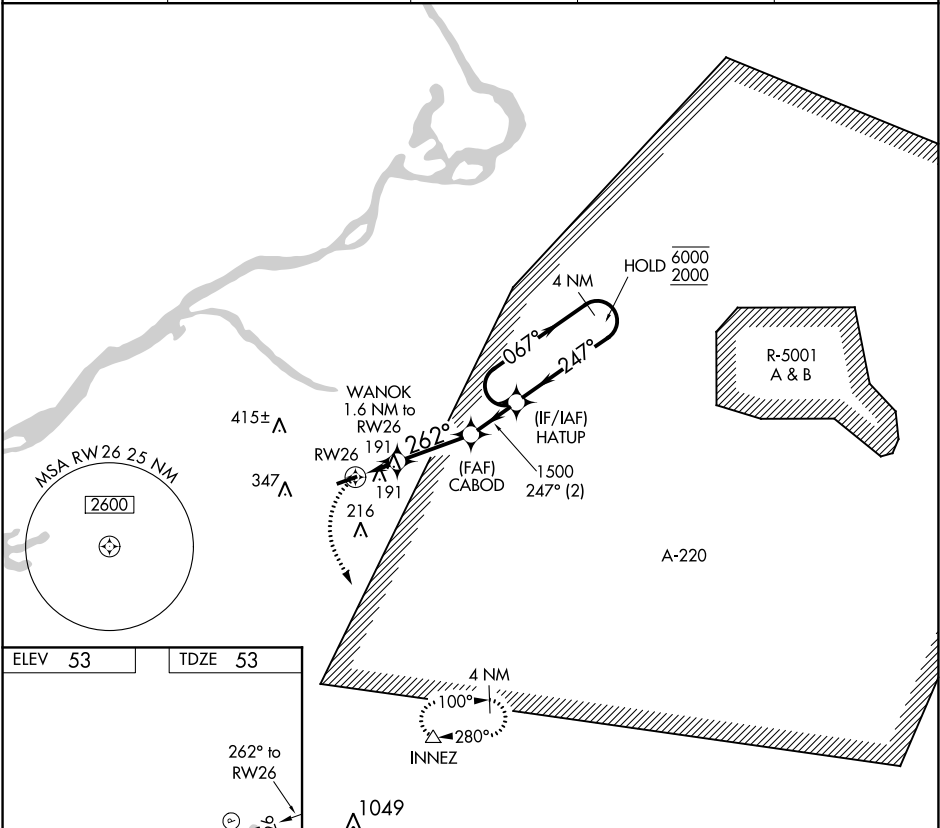 HOLD 6000
2000
4 NM
067°
247°
R-5001
A & B
WANOK
1.6 NM to
RW26
415±
191
262°
(IF/IAF)
HATUP
RW26
MSA RW 26 25 NM
347
191
(FAF)
CABOD
1500
247° (2)
2600
216
A-220
ELEV 53
TDZE 53
4 NM
100°
280°
INNEZ
262° to
RW26
P
1049